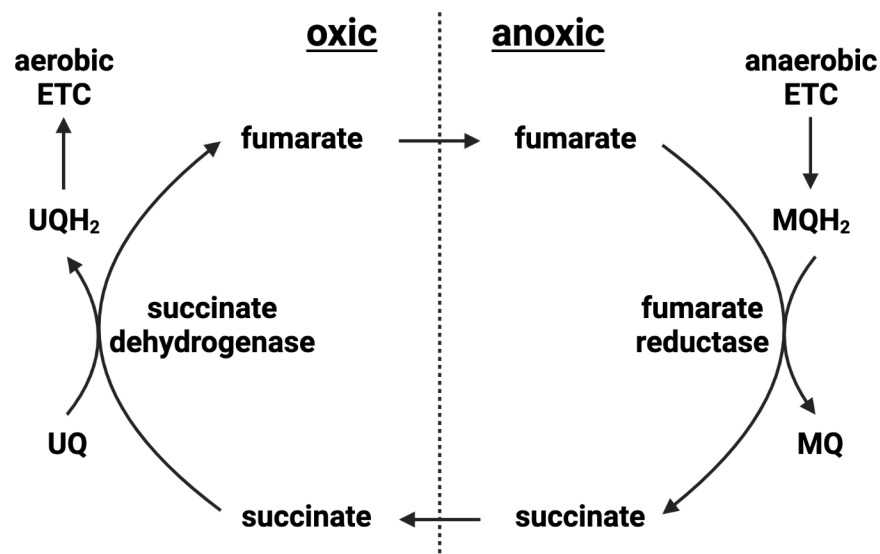 oxic
anoxic
aerobic
ETC
anaerobic
ETC
fumarate
fumarate
UQH₂
MQH₂
succinate
dehydrogenase
fumarate
reductase
UQ
MQ
succinate
succinate